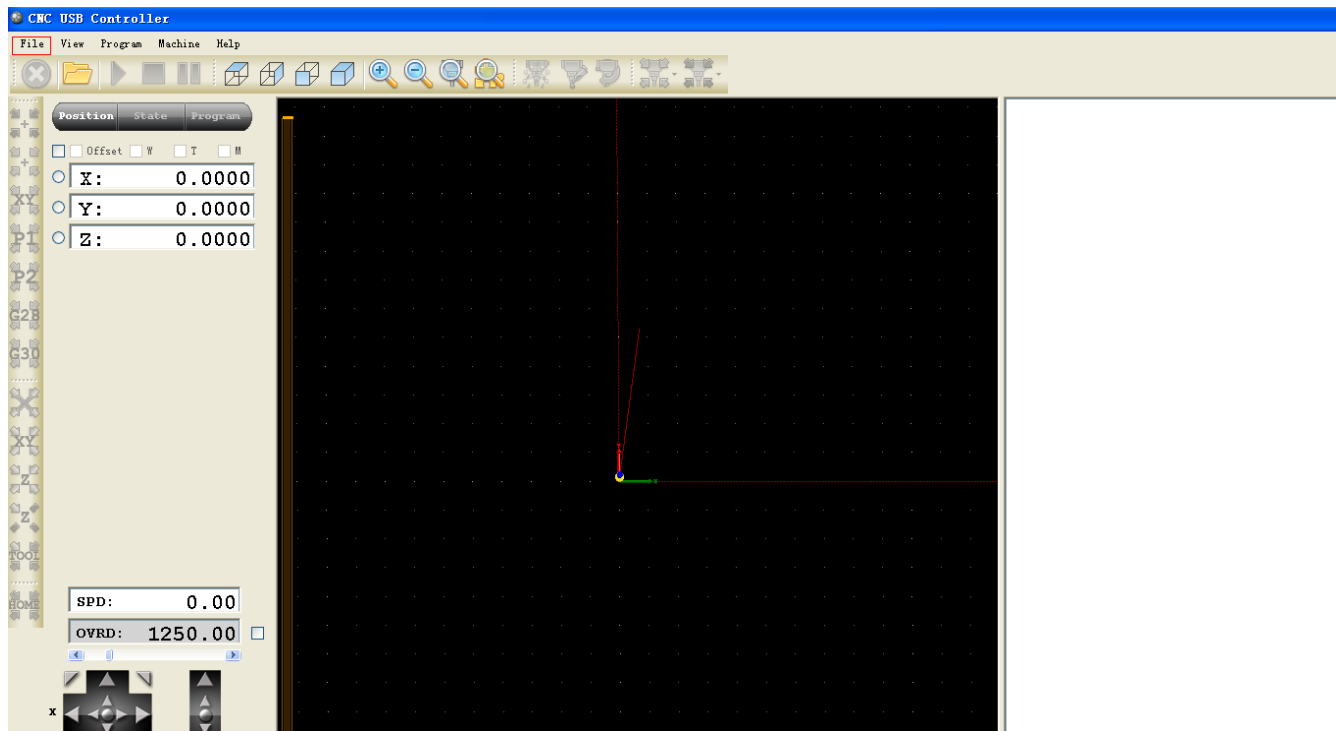 CNC USB Controller
File View Program Machine Help
Position State Program
Offset W T M
X: 0.0000
Y: 0.0000
Z: 0.0000
XY
P1
P2
G28
G30
XY
Z
Z
TOOL
HOME
SPD: 0.00
OVRD: 1250.00
x